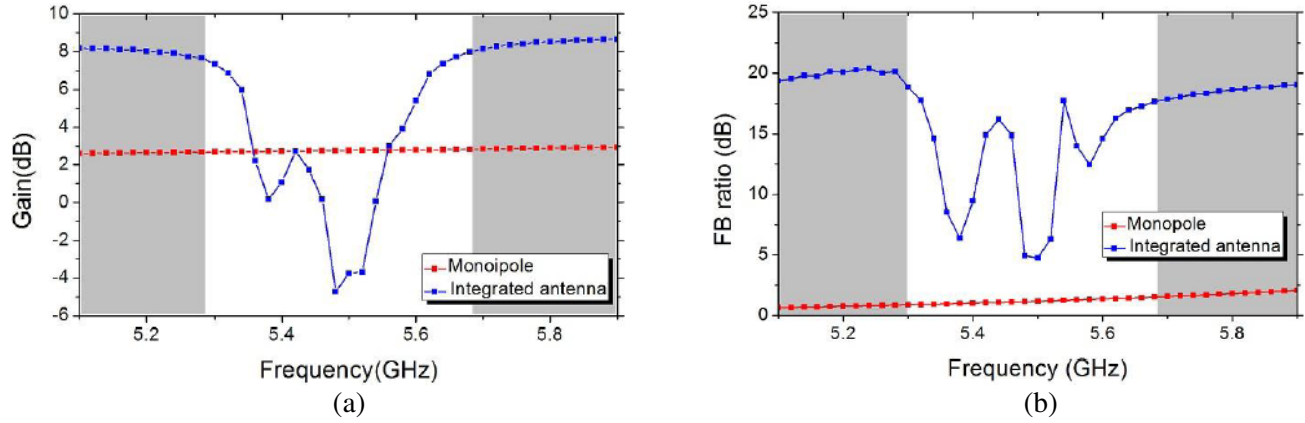 10
8
6
4
2
0
-2
-4
-6
Gain(dB)
Monoipole
Integrated antenna
5.2
5.4
5.6
5.8
Frequency(GHz)
(a)
25
20
15
10
5
0
FB ratio (dB)
Monopole
Integrated antenna
5.2
5.4
5.6
5.8
Frequency (GHz)
(b)